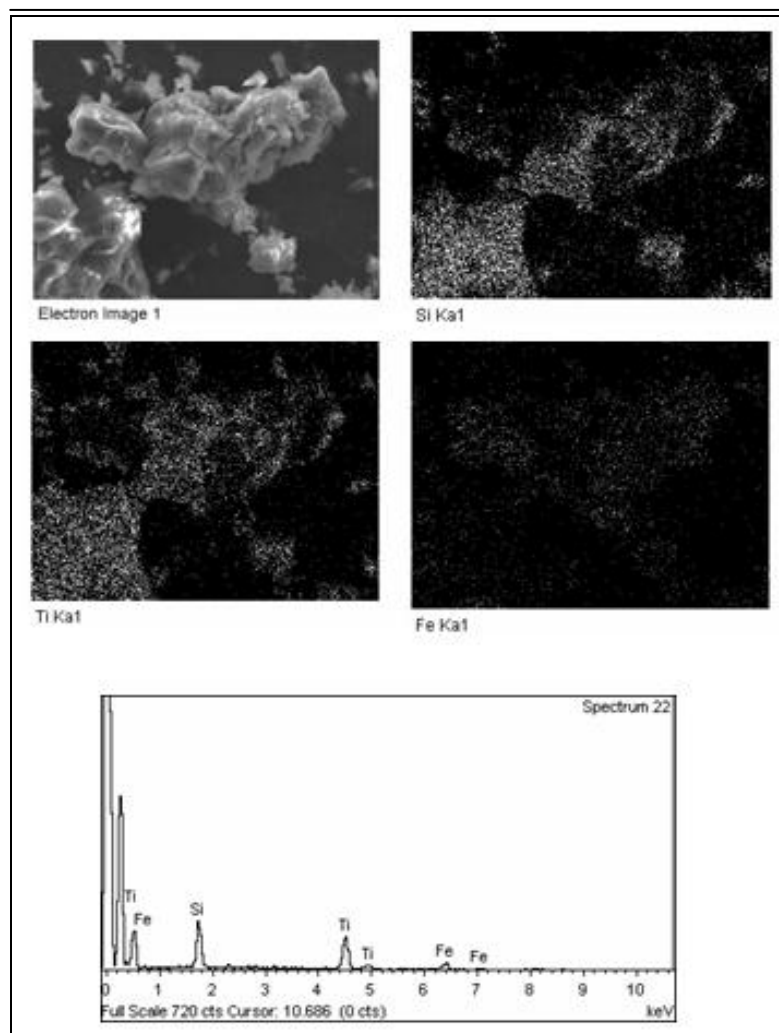 Electron Image 1
Si Ka1
Ti Ka1
Fe Ka1
Spectrum 22
Ti
Fe
Si
Ti
Ti
Fe
Fe
0 1 2 3 4 5 6 7 8 9 10
Full Scale 720 cts Cursor: 10.686 (0 cts)
keV